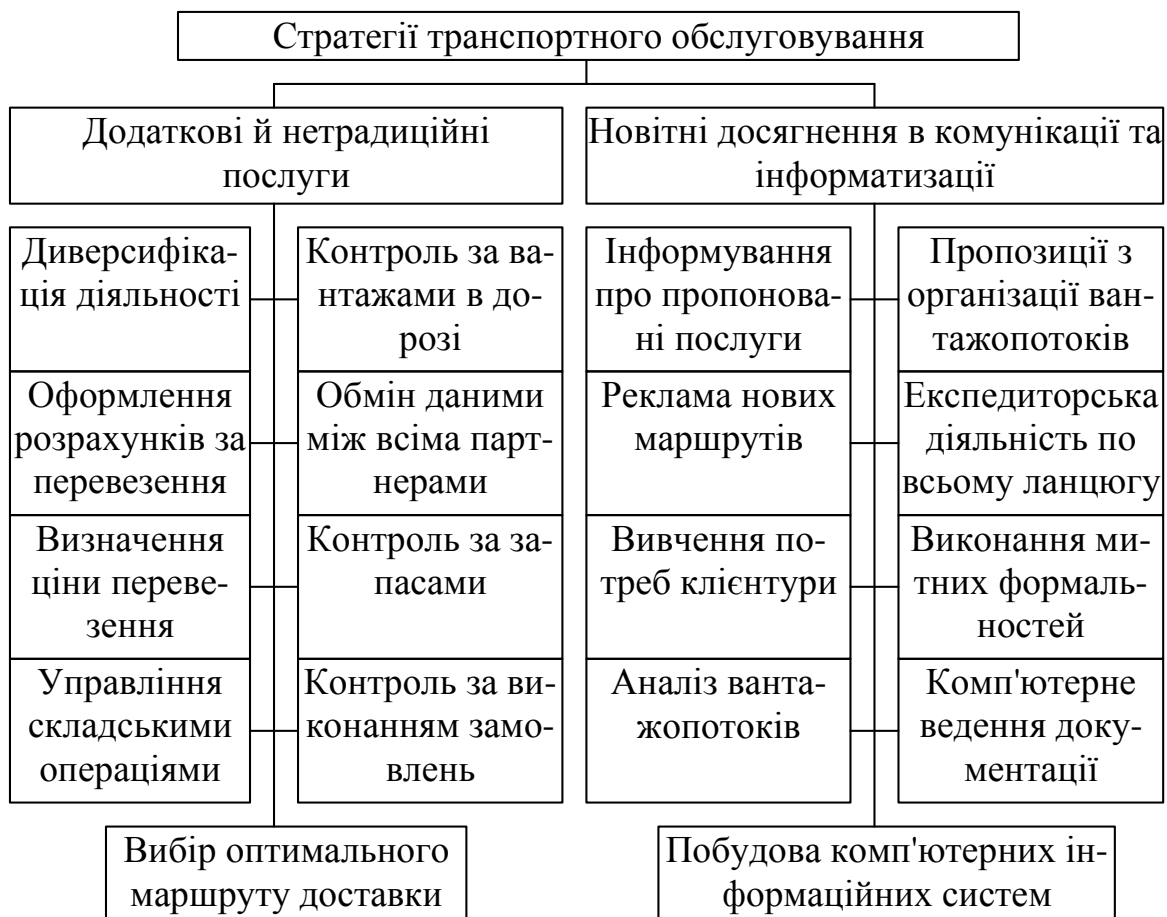 Стратегії транспортного обслуговування
Додаткові й нетрадиційні
послуги
Новітні досягнення в комунікації та
інформатизації
Диверсифіка-
ція діяльності
Контроль за ва-
нтажами в до-
розі
Інформування
про пропонова-
ні послуги
Пропозиції з
організації ван-
тажопотоків
Оформлення
розрахунків за
перевезення
Обмін даними
між всіма парт-
нерами
Реклама нових
маршрутів
Експедиторська
діяльність по
всьому ланцюгу
Визначення
ціни переве-
зення
Контроль за за-
пасами
Вивчення по-
треб клієнтури
Виконання ми-
тних формаль-
ностей
Управління
складськими
операціями
Контроль за ви-
конанням замо-
влень
Аналіз ванта-
жопотоків
Комп'ютерне
ведення доку-
ментації
Вибір оптимального
маршруту доставки
Побудова комп'ютерних ін-
формаційних систем